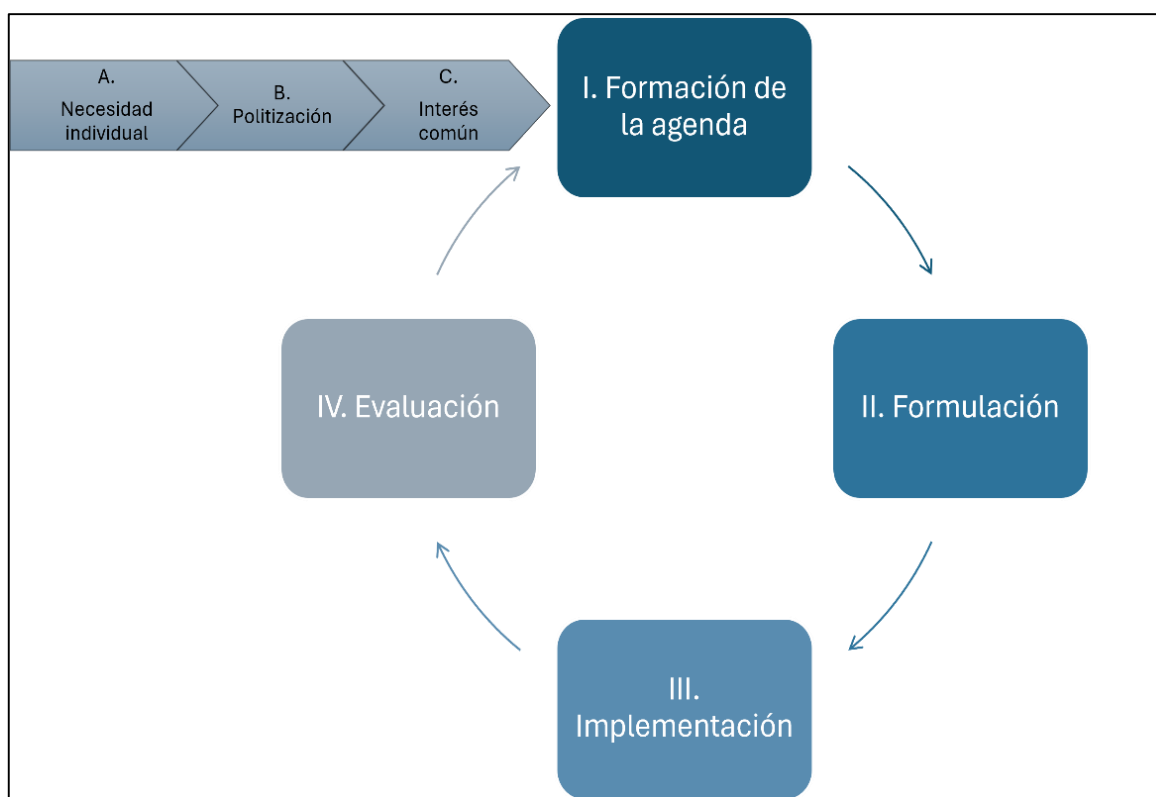 A.
Necesidad
individual
B.
Politización
C.
Interés
común
I. Formación de
la agenda
IV. Evaluación
II. Formulación
III.
Implementación